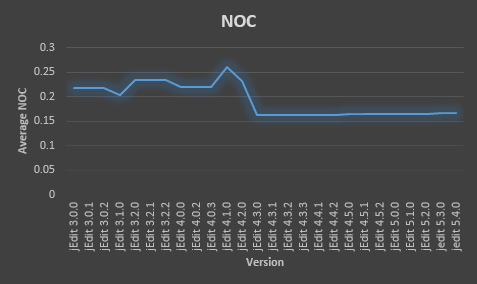 NOC
0.3
0.25
0.2
0.15
0.1
0.05
0
Average NOC
jEdit 3.0.0
jEdit 3.0.1
jEdit 3.0.2
jEdit 3.1.0
jEdit 3.2.0
jEdit 3.2.1
jEdit 3.2.2
jEdit 4.0.0
jEdit 4.0.2
jEdit 4.0.3
jEdit 4.1.0
jEdit 4.2.0
jEdit 4.3.0
jEdit 4.3.1
jEdit 4.3.2
jEdit 4.3.3
jEdit 4.4.1
jEdit 4.4.2
jEdit 4.5.0
jEdit 4.5.1
jEdit 4.5.2
jEdit 5.0.0
jEdit 5.1.0
jEdit 5.2.0
jedit 5.3.0
jedit 5.4.0
Version